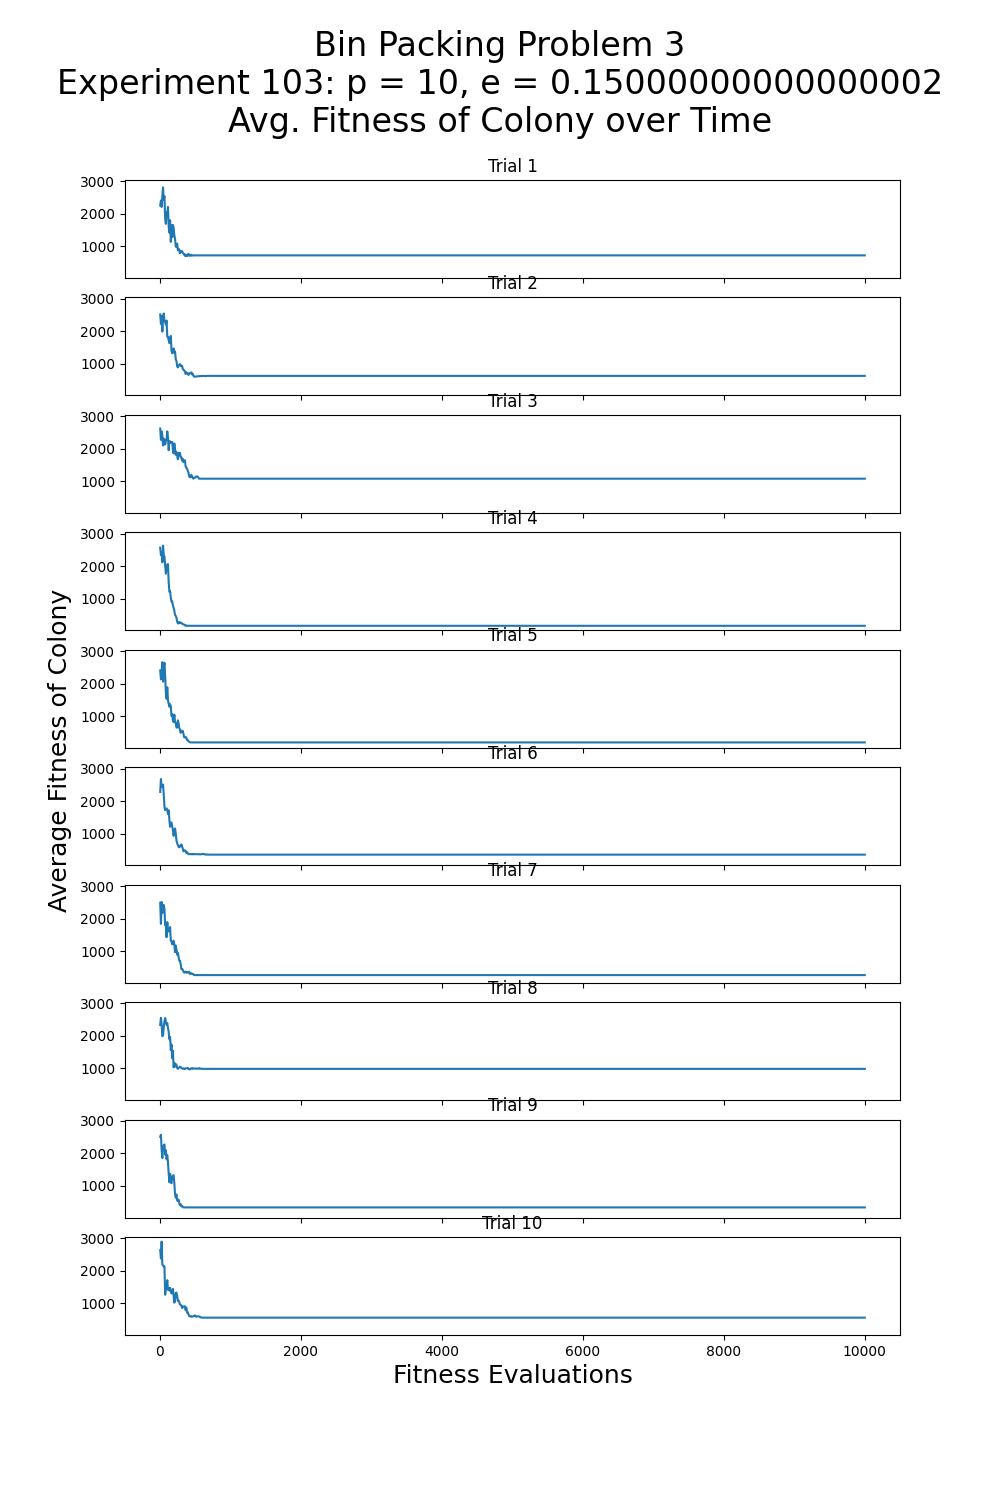 Bin Packing Problem 3
Experiment 103: p = 10, e = 0.15000000000000002
Avg. Fitness of Colony over Time
Trial 1
3000
2000
1000
Trial 2
3000
2000
1000
Trial 3
3000
2000
1000
Trial 4
3000
2000
1000
Trial 5
3000
2000
1000
Trial 6
3000
2000
1000
Trial 7
3000
2000
1000
Trial 8
3000
2000
1000
Trial 9
3000
2000
1000
Trial 10
3000
2000
1000
0 2000 4000 6000 8000 10000
Fitness Evaluations
Average Fitness of Colony